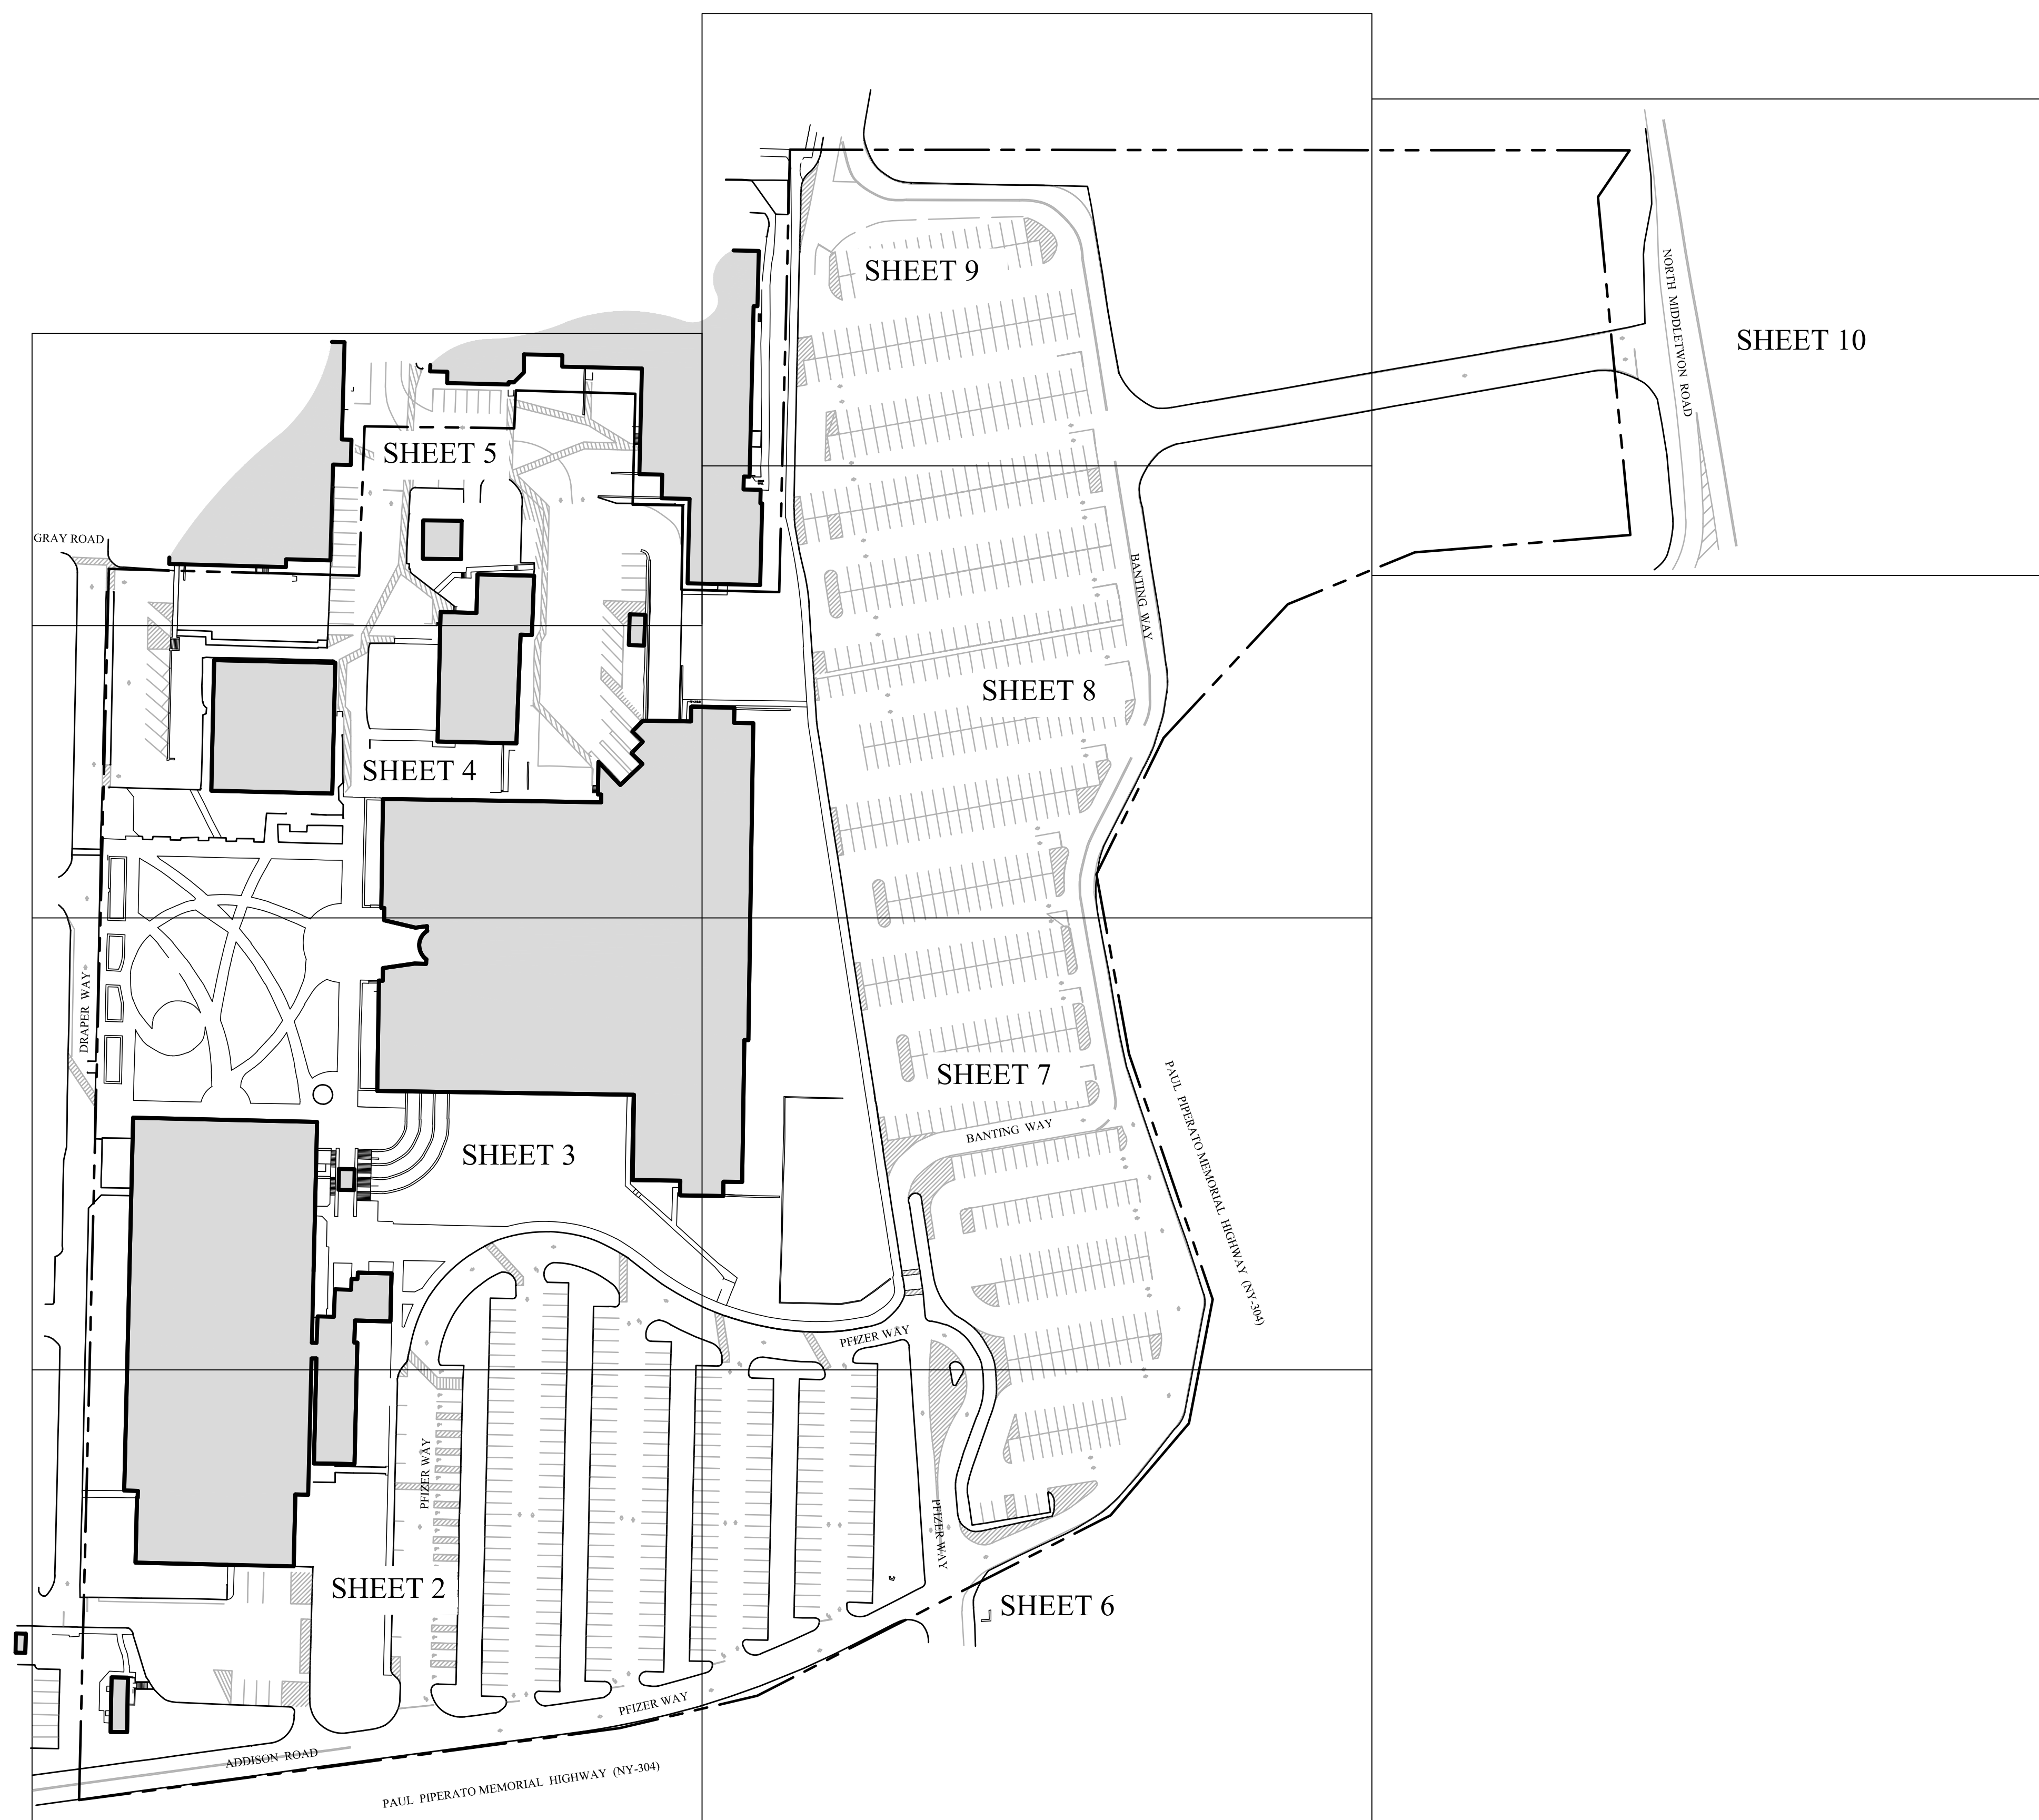 SHEET 9
NORTH MIDDLETWON ROAD
SHEET 10
SHEET 5
GRAY ROAD
BANTING WAY
SHEET 8
SHEET 4
DRAPER WAY
SHEET 7
PAUL PIPERATO MEMORIAL HIGHWAY (NY-304)
BANTING WAY
SHEET 3
PFIZER WAY
PFIZER WAY
PFIZER WAY
SHEET 2
SHEET 6
PFIZER WAY
ADDISON ROAD
PAUL PIPERATO MEMORIAL HIGHWAY (NY-304)